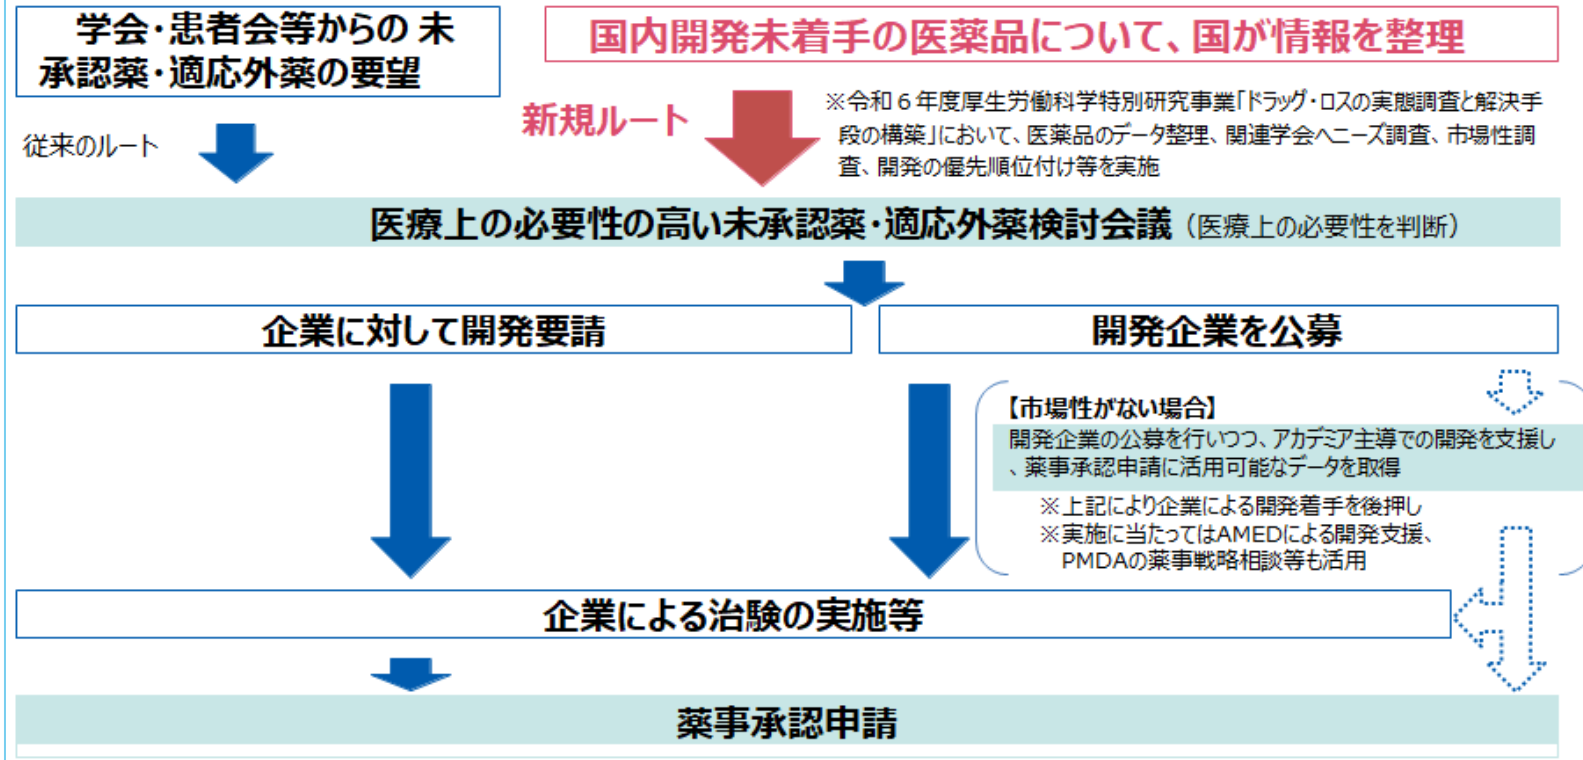 学会・患者会等からの 未
承認薬・適応外薬の要望
国内開発未着手の医薬品について、国が情報を整理
従来のルート
新規ルート
※令和６年度厚生労働科学特別研究事業「ドラッグ・ロスの実態調査と解決手
段の構築」において、医薬品のデータ整理、関連学会へニーズ調査、市場性調
査、開発の優先順位付け等を実施
医療上の必要性の高い未承認薬・適応外薬検討会議（医療上の必要性を判断）
企業に対して開発要請
開発企業を公募
【市場性がない場合】
開発企業の公募を行いつつ、アカデミア主導での開発を支援し
、薬事承認申請に活用可能なデータを取得
※上記により企業による開発着手を後押し
※実施に当たってはAMEDによる開発支援、
PMDAの薬事戦略相談等も活用
企業による治験の実施等
薬事承認申請